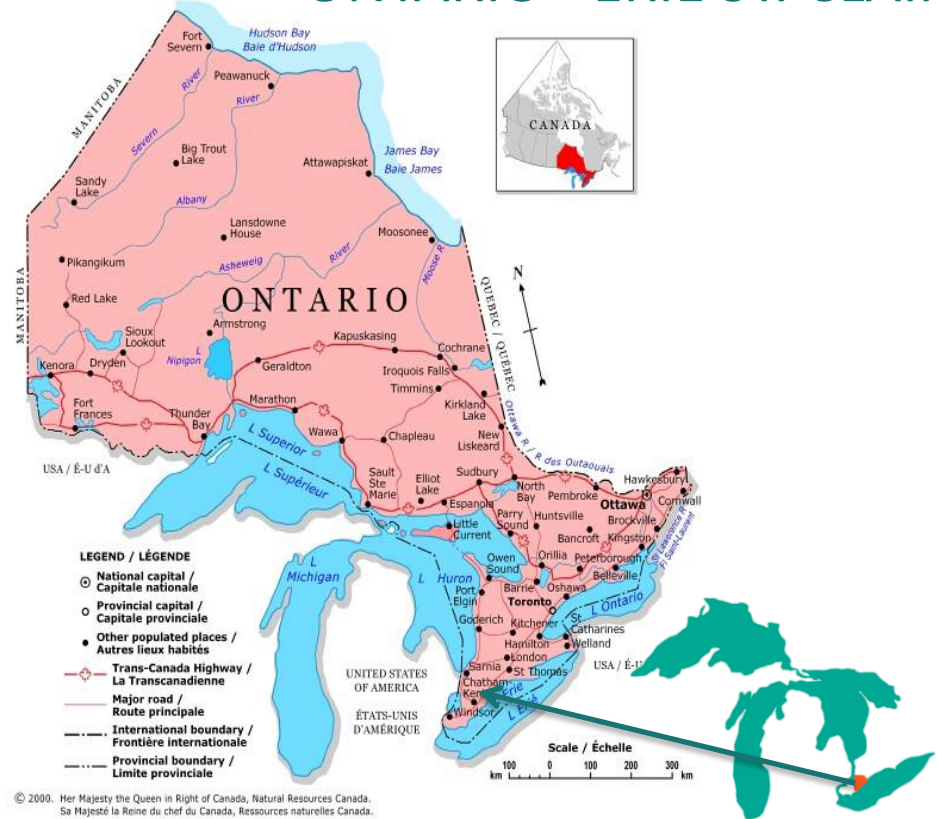 ONTARIO
Hudson Bay
Baie d'Hudson
Fort
Severn
Peawanuck
River
River
Severn
MANITOBA
CANADA
Big Trout
Lake
James Bay
Baie James
Attawapiskat
Sandy
Lake
Albany
Lansdowne
House
Moosonee
River
Asheweig
Moose R
Pikangikum
N
MANITOBA
QUEBEC / QUÉBEC
Red Lake
ONTARIO
Armstrong
Sioux
Lookout
Kapuskasing
Cochrane
L
Nipigon
Kenora
Dryden
Geraldton
Iroquois Falls
Timmins
Fort
Frances
Thunder
Bay
Marathon
Kirkland
Lake
Ottawa R / R des Outaouais
Wawa
Chapleau
New
Liskeard
L Superior
L Supérieur
USA / É-U d'A
Sault
Ste
Marie
Elliot
Lake
Sudbury
North
Bay
Pembroke
Hawkesbury
Ottawa
Cornwall
Espanola
Parry
Sound
Huntsville
Brockville
Little
Current
Bancroft
Kingston
St Lawrence R
Fl Saint-Laurent
Owen
Sound
Orillia
Peterborough
Belleville
L
Michigan
L Huron
Port
Elgin
Barrie
Oshawa
Toronto
L Ontario
Goderich
Kitchener
St
Catharines
Hamilton
Welland
London
USA / É-U
Sarnia
St Thomas
UNITED STATES
OF AMERICA
Chatham
Kent
Erie
L Érié
Windsor
ÉTATS-UNIS
D'AMÉRIQUE
LEGEND / LÉGENDE
National capital /
Capitale nationale
Provincial capital /
Capitale provinciale
Other populated places /
Autres lieux habités
Trans-Canada Highway /
La Transcanadienne
Major road /
Route principale
International boundary /
Frontière internationale
Provincial boundary /
Limite provinciale
Scale / Échelle
km 100 0 100 200 300 km
© 2000. Her Majesty the Queen in Right of Canada, Natural Resources Canada.
Sa Majesté la Reine du chef du Canada, Ressources naturelles Canada.